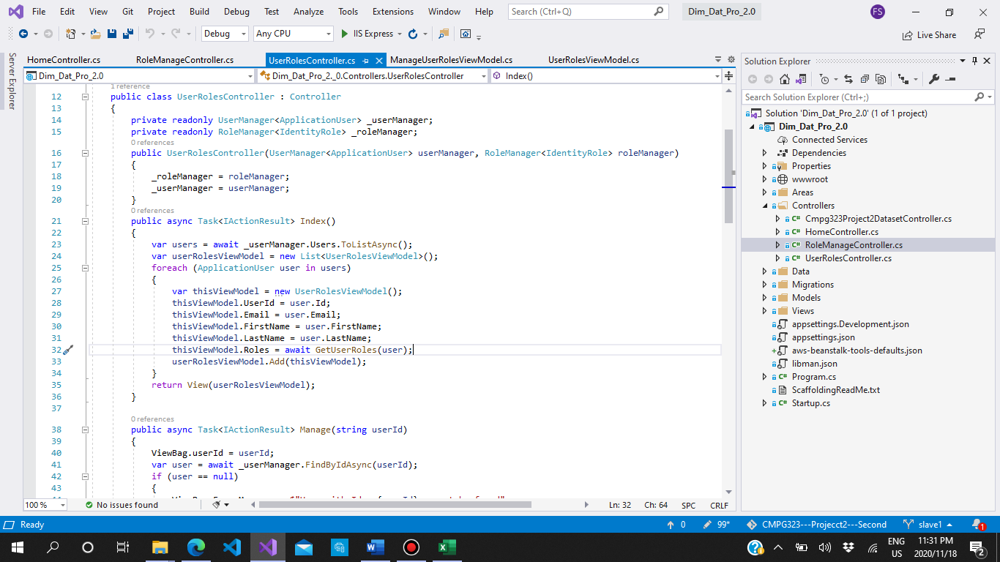 File Edit View Git Project Build Debug Test Analyze Tools Extensions Window Help Search (Ctrl+Q) Dim_Dat_Pro_2.0 FS
Debug Any CPU IIS Express Live Share
Server Explorer
HomeController.cs RoleManageController.cs UserRolesController.cs ManageUserRolesViewModel.cs UserRolesViewModel.cs
Dim_Dat_Pro_2.0 Dim_Dat_Pro_2._0.Controllers.UserRolesController Index()
1 reference
12 public class UserRolesController : Controller
13 {
14 private readonly UserManager<ApplicationUser> _userManager;
15 private readonly RoleManager<IdentityRole> _roleManager;
0 references
16 public UserRolesController(UserManager<ApplicationUser> userManager, RoleManager<IdentityRole> roleManager)
17 {
18 _roleManager = roleManager;
19 _userManager = userManager;
20 }
0 references
21 public async Task<IActionResult> Index()
22 {
23 var users = await _userManager.Users.ToListAsync();
24 var userRolesViewModel = new List<UserRolesViewModel>();
25 foreach (ApplicationUser user in users)
26 {
27 var thisViewModel = new UserRolesViewModel();
28 thisViewModel.UserId = user.Id;
29 thisViewModel.Email = user.Email;
30 thisViewModel.FirstName = user.FirstName;
31 thisViewModel.LastName = user.LastName;
32 thisViewModel.Roles = await GetUserRoles(user);
33 userRolesViewModel.Add(thisViewModel);
34 }
35 return View(userRolesViewModel);
36 }
37
0 references
38 public async Task<IActionResult> Manage(string userId)
39 {
40 ViewBag.userId = userId;
41 var user = await _userManager.FindByIdAsync(userId);
42 if (user == null)
43 {
100 % No issues found Ln: 32 Ch: 64 SPC CRLF
Solution Explorer
Search Solution Explorer (Ctrl+;)
Solution 'Dim_Dat_Pro_2.0' (1 of 1 project)
Dim_Dat_Pro_2.0
Connected Services
Dependencies
Properties
wwwroot
Areas
Controllers
C# Cmpg323Project2DatasetController.cs
C# HomeController.cs
C# RoleManageController.cs
C# UserRolesController.cs
Data
Migrations
Models
Views
appsettings.Development.json
appsettings.json
aws-beanstalk-tools-defaults.json
libman.json
C# Program.cs
ScaffoldingReadMe.txt
C# Startup.cs
Ready 0 99* CMPG323---Projecct2---Second slave1 1
ENG US 11:31 PM 2020/11/18 2